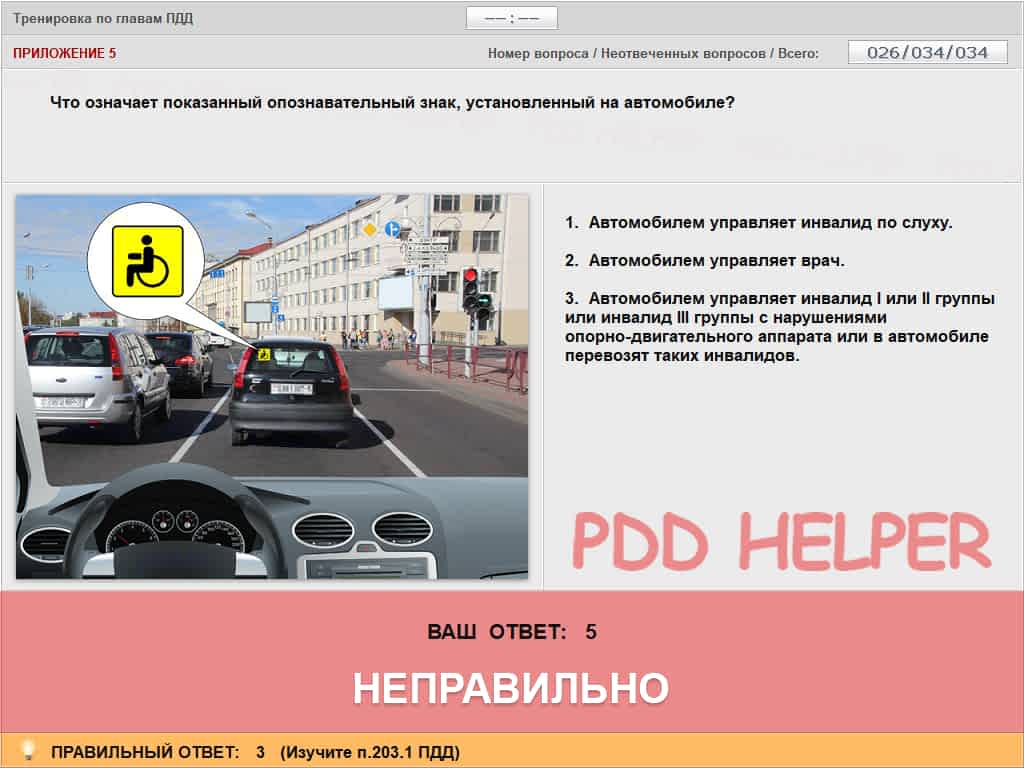 Тренировка по главам ПДД
—— : ——
ПРИЛОЖЕНИЕ 5
Номер вопроса / Неотвеченных вопросов / Всего:
026/034/034
Что означает показанный опознавательный знак, установленный на автомобиле?
1. Автомобилем управляет инвалид по слуху.
2. Автомобилем управляет врач.
3. Автомобилем управляет инвалид I или II группы
или инвалид III группы с нарушениями
опорно-двигательного аппарата или в автомобиле
перевозят таких инвалидов.
PDD HELPER
ВАШ ОТВЕТ: 5
НЕПРАВИЛЬНО
ПРАВИЛЬНЫЙ ОТВЕТ: 3 (Изучите п.203.1 ПДД)